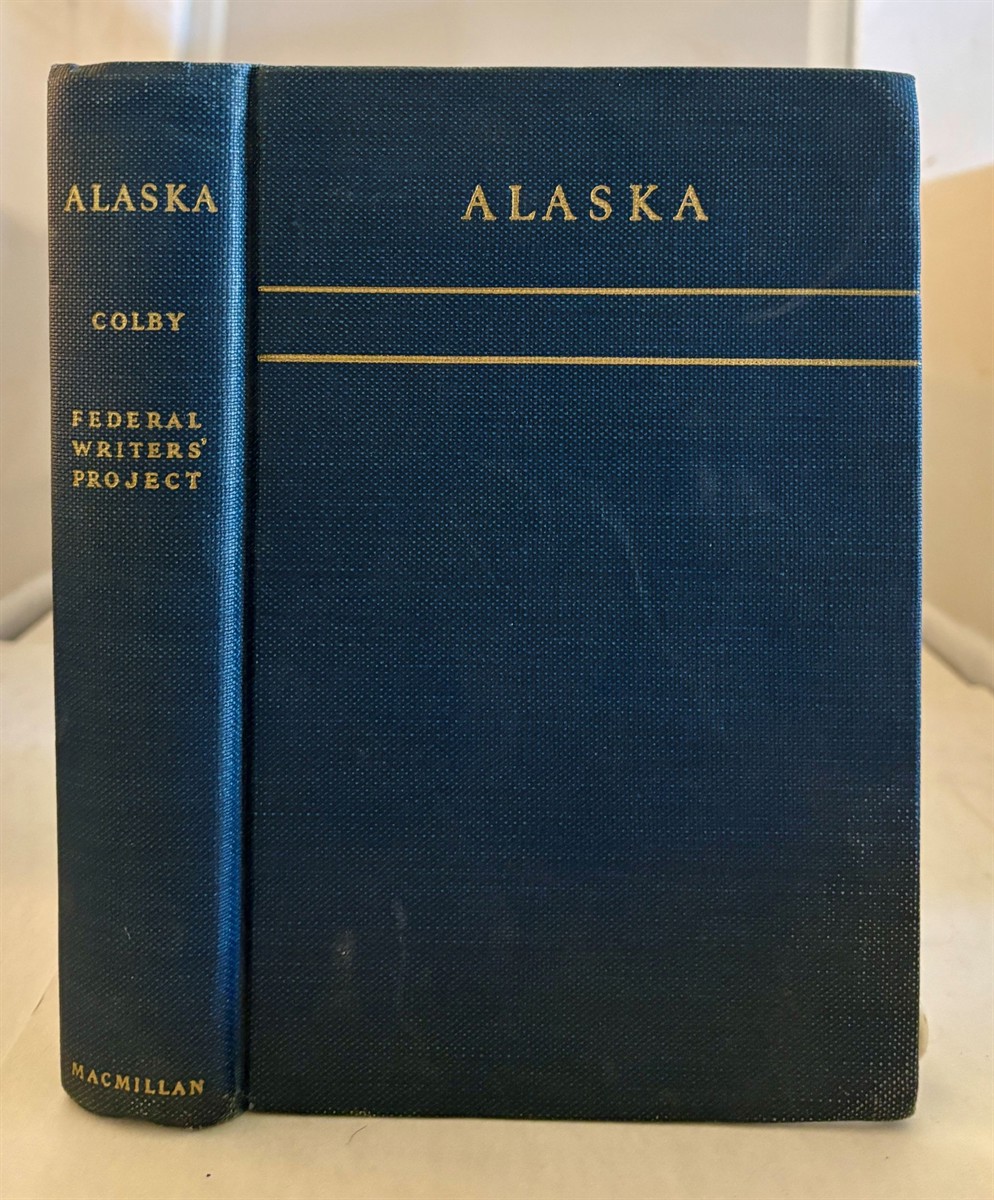 ALASKA
COLBY
FEDERAL
WRITERS'
PROJECT
MACMILLAN
ALASKA